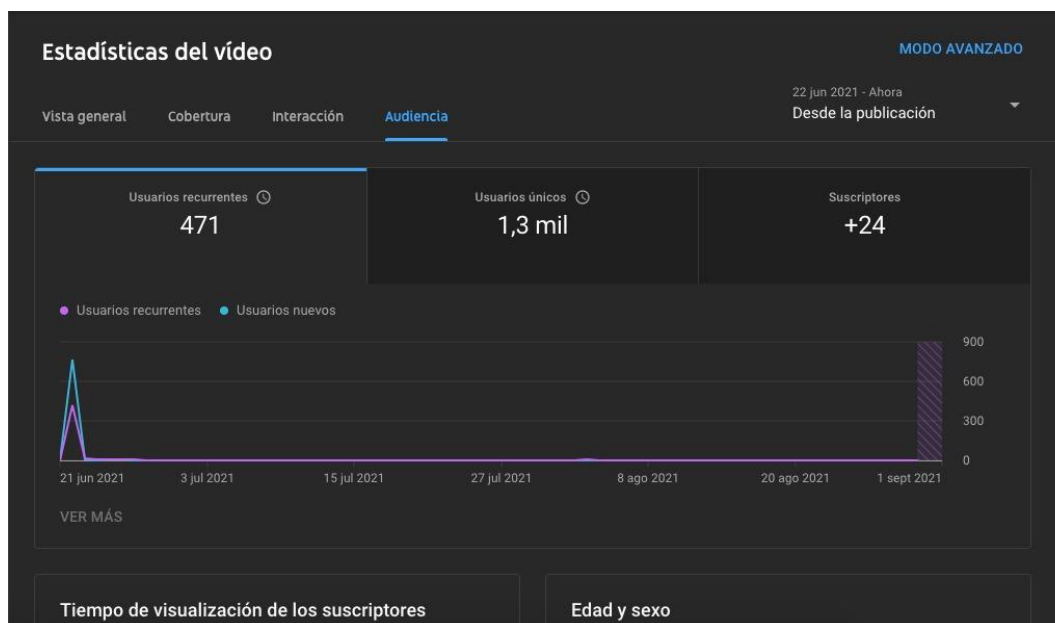 Estadísticas del vídeo
MODO AVANZADO
Vista general Cobertura Interacción Audiencia
22 jun 2021 - Ahora
Desde la publicación
Usuarios recurrentes
471
Usuarios únicos
1,3 mil
Suscriptores
+24
Usuarios recurrentes Usuarios nuevos
900
600
300
0
21 jun 2021 3 jul 2021 15 jul 2021 27 jul 2021 8 ago 2021 20 ago 2021 1 sept 2021
VER MÁS
Tiempo de visualización de los suscriptores
Edad y sexo